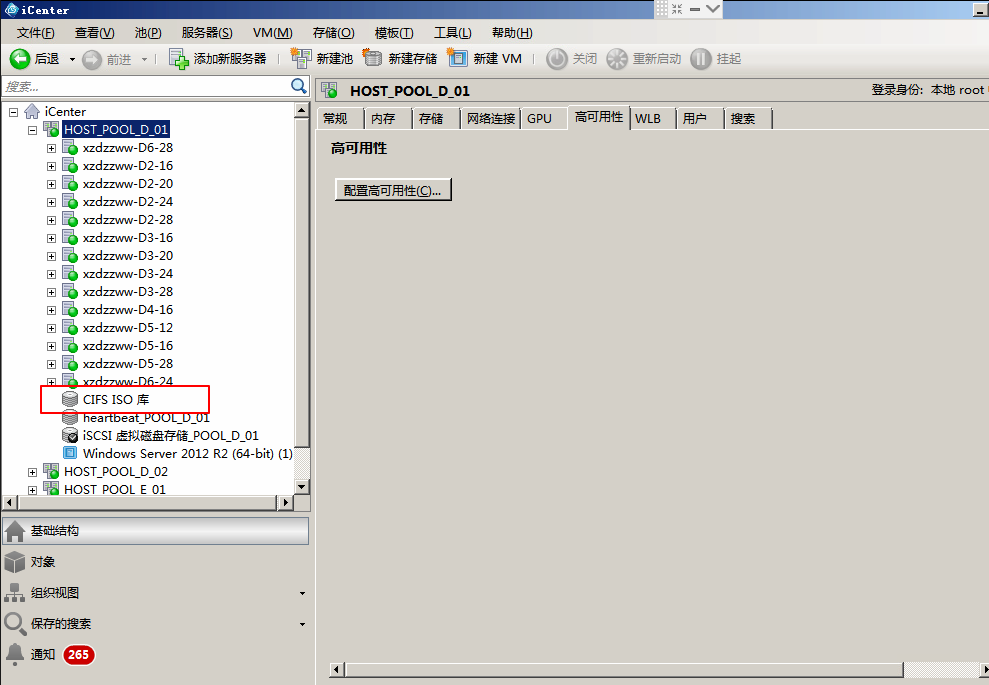 iCenter
文件(F) 查看(V) 池(P) 服务器(S) VM(M) 存储(O) 模板(T) 工具(L) 帮助(H)
后退 前进 添加新服务器 新建池 新建存储 新建 VM 关闭 重新启动 挂起
搜索...
HOST_POOL_D_01 登录身份: 本地 root
iCenter
HOST_POOL_D_01
xzdzzww-D6-28
xzdzzww-D2-16
xzdzzww-D2-20
xzdzzww-D2-24
xzdzzww-D2-28
xzdzzww-D3-16
xzdzzww-D3-20
xzdzzww-D3-24
xzdzzww-D3-28
xzdzzww-D4-16
xzdzzww-D5-12
xzdzzww-D5-16
xzdzzww-D5-28
xzdzzww-D6-24
CIFS ISO 库
heartbeat_POOL_D_01
iSCSI 虚拟磁盘存储_POOL_D_01
Windows Server 2012 R2 (64-bit) (1)
HOST_POOL_D_02
HOST_POOL_E_01
基础结构
对象
组织视图
保存的搜索
通知 265
常规 内存 存储 网络连接 GPU 高可用性 WLB 用户 搜索
高可用性
配置高可用性(C)...